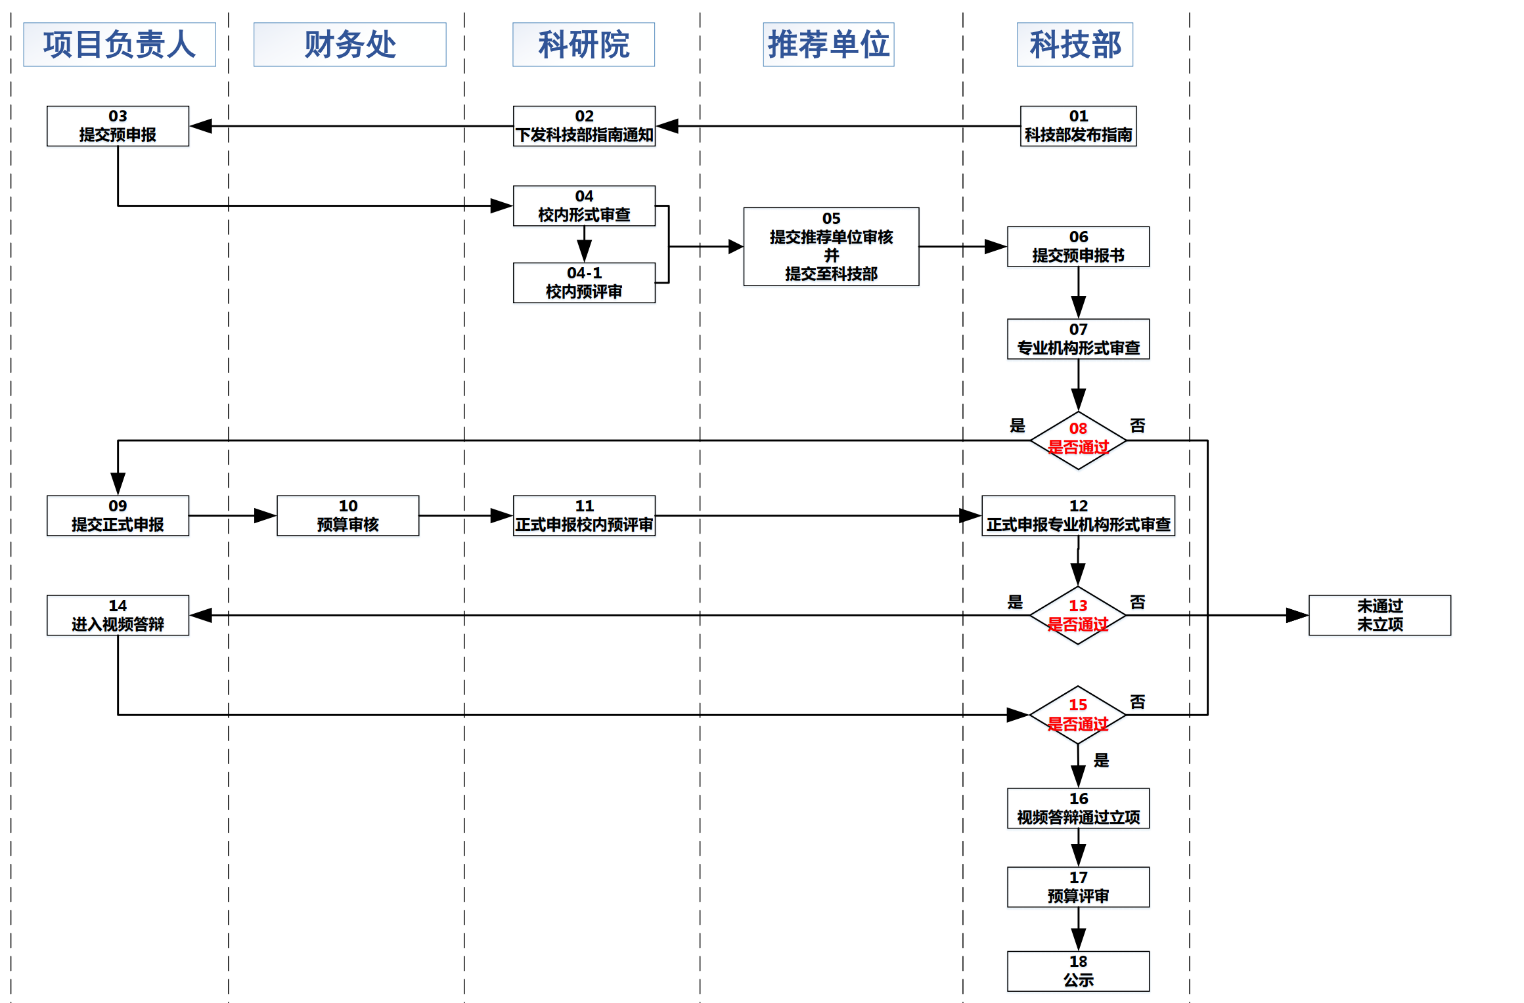 项目负责人
财务处
科研院
推荐单位
科技部
03
提交预申报
02
下发科技部指南通知
01
科技部发布指南
04
校内形式审查
04-1
校内预评审
05
提交推荐单位审核
并
提交至科技部
06
提交预申报书
07
专业机构形式审查
是
08
是否通过
否
09
提交正式申报
10
预算审核
11
正式申报校内预评审
12
正式申报专业机构形式审查
14
进入视频答辩
是
13
是否通过
否
未通过
未立项
15
是否通过
否
是
16
视频答辩通过立项
17
预算评审
18
公示